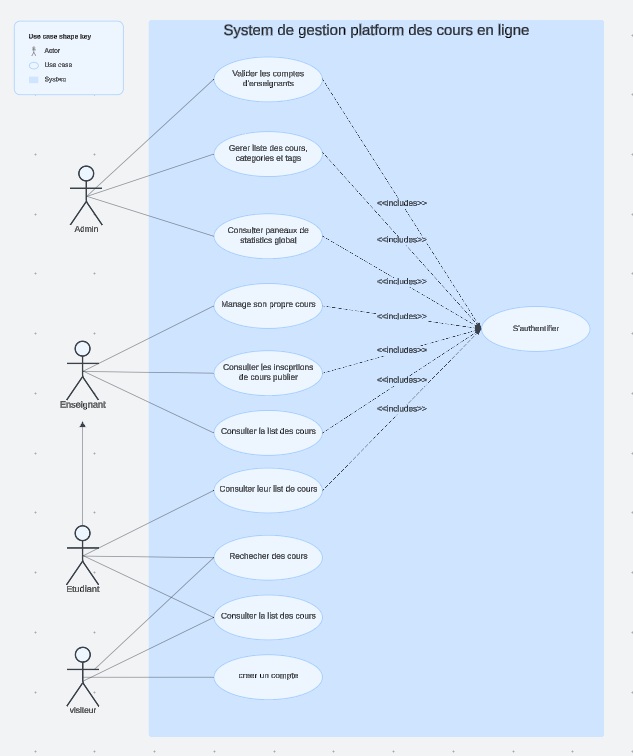 System de gestion platform des cours en ligne
Use case shape key
Actor
Use case
System
Valider les comptes
d'enseignants
Gerer liste des cours,
categories et tags
<<includes>>
Admin
Consulter paneaux de
statistics global
<<includes>>
<<includes>>
Manage son propre cours
<<includes>>
S'authentifier
<<includes>>
Consulter les inscprtions
de cours publier
<<includes>>
Enseignant
<<includes>>
Consulter la list des cours
Consulter leur list de cours
Rechecher des cours
Etudiant
Consulter la list des cours
creer un compte
visiteur